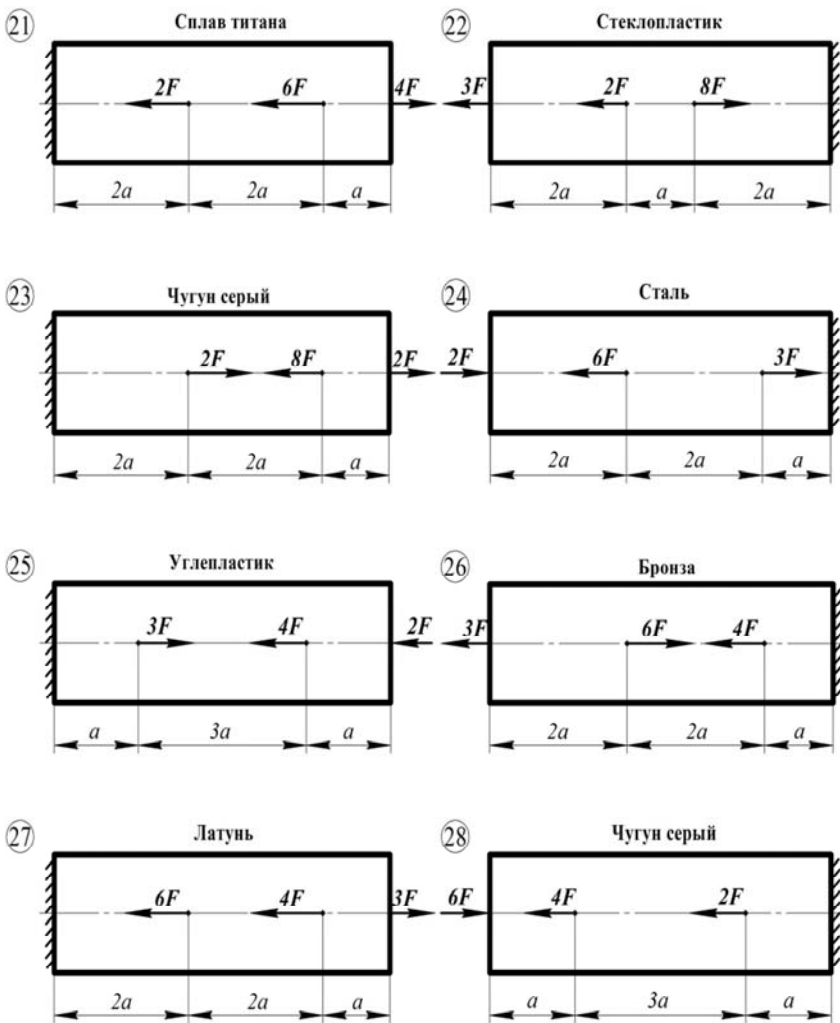 21 Сплав титана 22 Стеклопластик
2F 6F 4F 3F 2F 8F
2a 2a a 2a a 2a
23 Чугун серый 24 Сталь
2F 8F 2F 2F 6F 3F
2a 2a a 2a 2a a
25 Углепластик 26 Бронза
3F 4F 2F 3F 6F 4F
a 3a a 2a 2a a
27 Латунь 28 Чугун серый
6F 4F 3F 6F 4F 2F
2a 2a a a 3a a